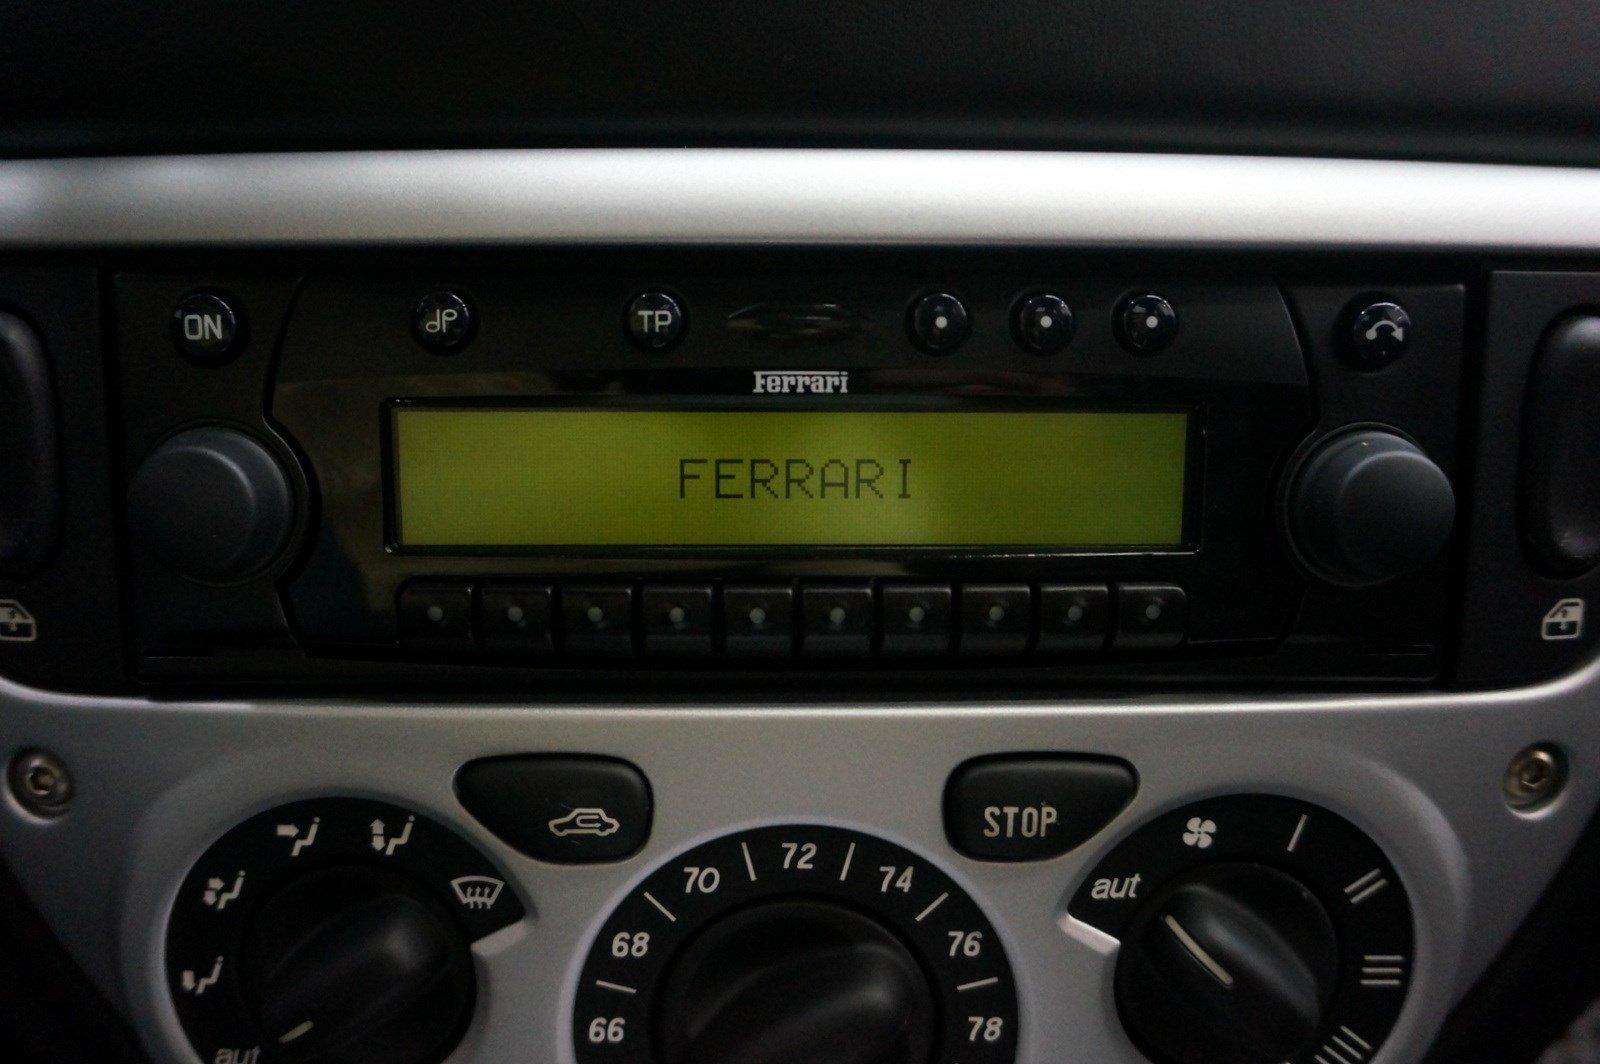 ON
TP
Ferrari
FERRARI
STOP
70
72
74
aut
68
76
66
78
aut